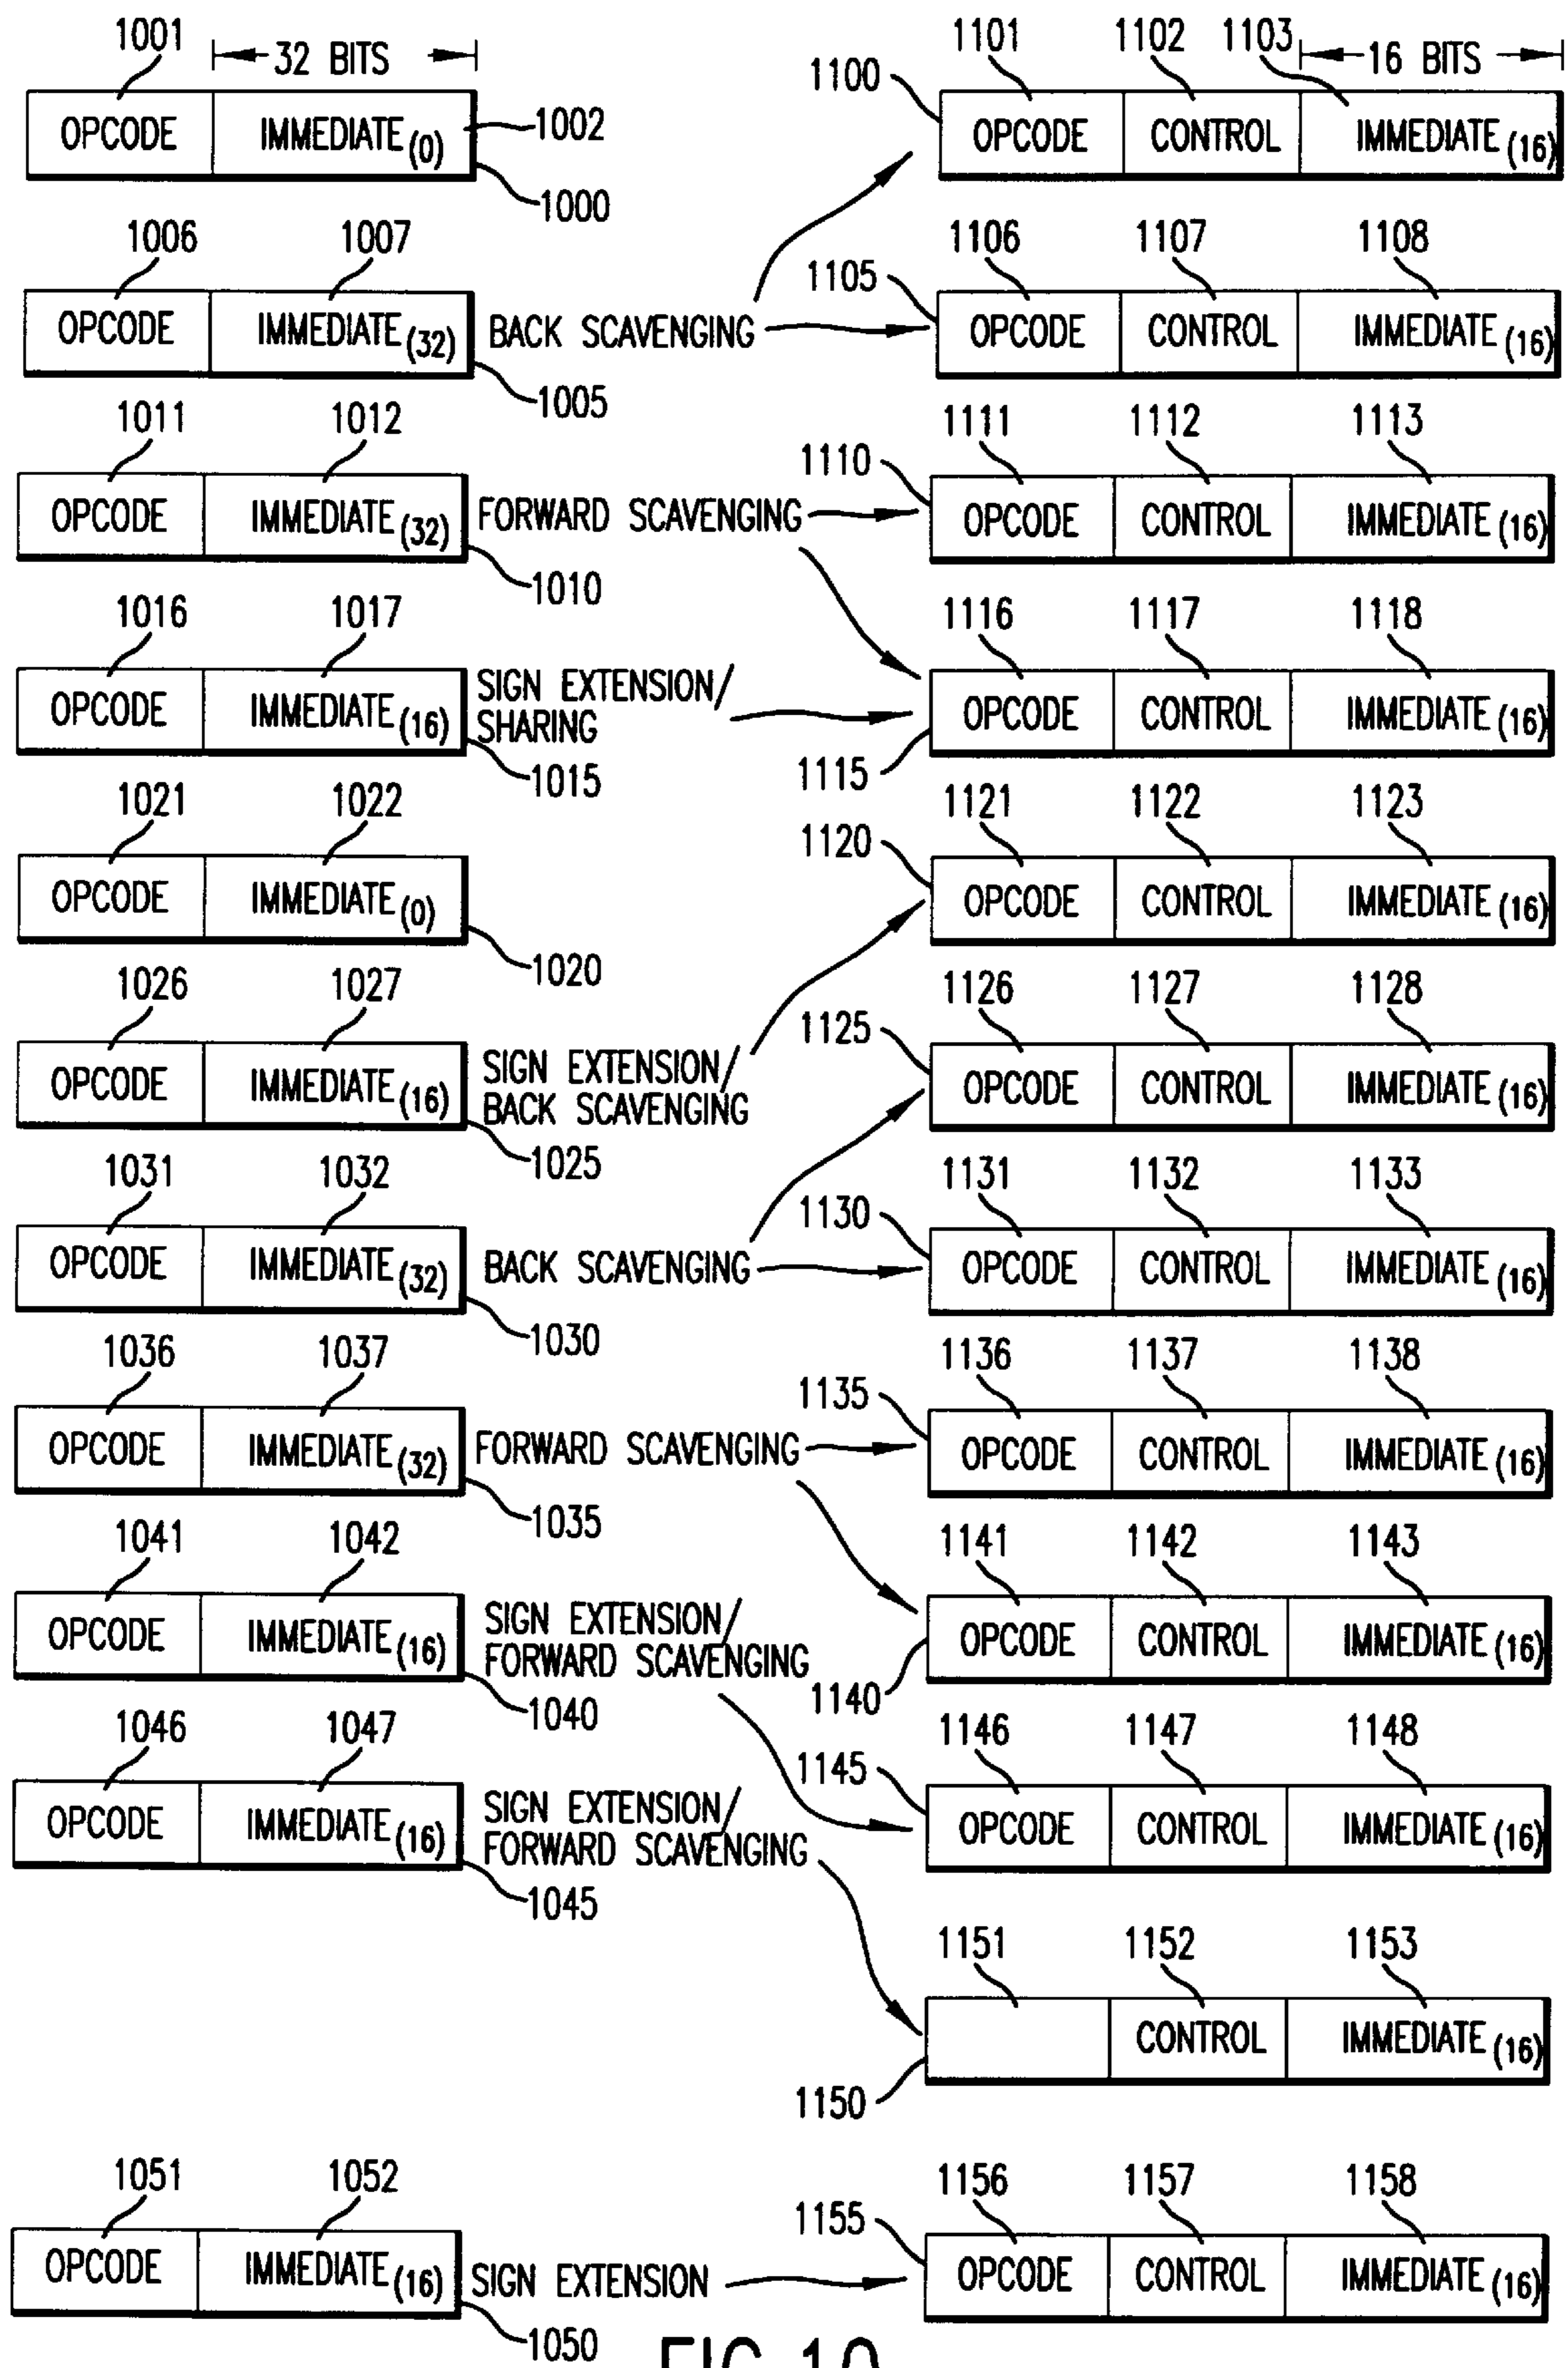 1001 32 BITS 1101 1102 1103 16 BITS
1100
OPCODE IMMEDIATE(0) 1002 OPCODE CONTROL IMMEDIATE(16)
1000
1006 1007 1106 1107 1108
1105
OPCODE IMMEDIATE(32) BACK SCAVENGING OPCODE CONTROL IMMEDIATE(16)
1005
1011 1012 1111 1112 1113
1110
OPCODE IMMEDIATE(32) FORWARD SCAVENGING OPCODE CONTROL IMMEDIATE(16)
1010
1016 1017 1116 1117 1118
OPCODE IMMEDIATE(16) SIGN EXTENSION/ OPCODE CONTROL IMMEDIATE(16)
SHARING
1015 1115
1021 1022 1121 1122 1123
1120
OPCODE IMMEDIATE(0) OPCODE CONTROL IMMEDIATE(16)
1020
1026 1027 1126 1127 1128
1125
OPCODE IMMEDIATE(16) SIGN EXTENSION/ OPCODE CONTROL IMMEDIATE(16)
BACK SCAVENGING
1025
1031 1032 1131 1132 1133
1130
OPCODE IMMEDIATE(32) BACK SCAVENGING OPCODE CONTROL IMMEDIATE(16)
1030
1036 1037 1136 1137 1138
1135
OPCODE IMMEDIATE(32) FORWARD SCAVENGING OPCODE CONTROL IMMEDIATE(16)
1035
1041 1042 1141 1142 1143
OPCODE IMMEDIATE(16) SIGN EXTENSION/ OPCODE CONTROL IMMEDIATE(16)
FORWARD SCAVENGING
1040 1140
1046 1047 1146 1147 1148
1145
OPCODE IMMEDIATE(16) SIGN EXTENSION/ OPCODE CONTROL IMMEDIATE(16)
FORWARD SCAVENGING
1045
1151 1152 1153
CONTROL IMMEDIATE(16)
1150
1051 1052 1156 1157 1158
1155
OPCODE IMMEDIATE(16) SIGN EXTENSION OPCODE CONTROL IMMEDIATE(16)
1050
FIG.10